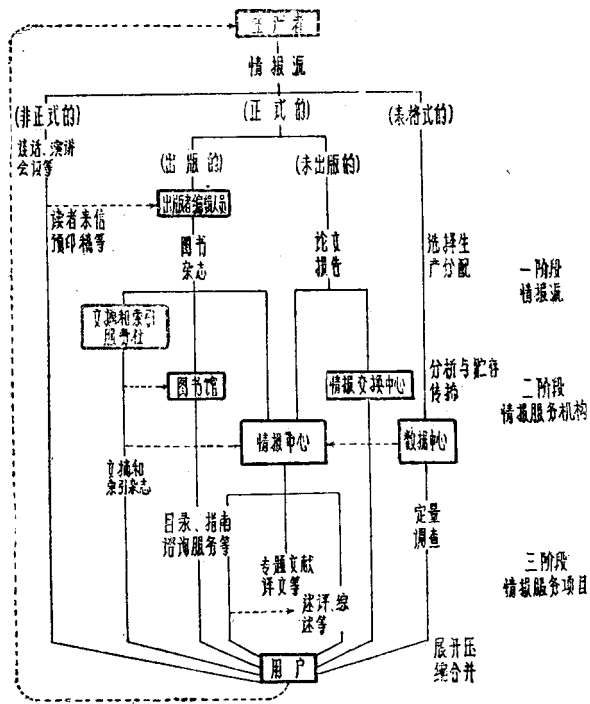 生产者
情报源
(非正式的)
(正式的)
(表格式的)
谈话、演讲
会议等
(出版的)
(未出版的)
出版者编辑人员
读者来信
预印稿等
图书
杂志
论文
报告
选择生
产分配
一阶段
情报源
文摘和索引
服务社
图书馆
情报交换中心
分析与贮存
传播
二阶段
情报服务机构
情报中心
数据中心
文摘和
索引杂志
目录、指南
咨询服务等
定量
调查
专题文献
译文等
述评、综
述等
三阶段
情报服务项目
用户
展开压
缩合并